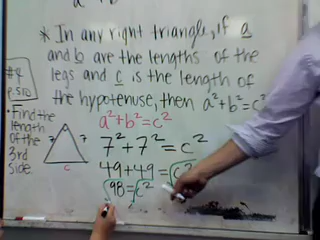 * In any right triangle, if a
and b are the lengths of the
legs and c is the length of
the hypotenuse, then a²+b²=c²
#4
p.510
• Find the
length
of the
3rd
side.
7 7
c
a²+b²=c²
7²+7²=c²
49+49=√c²
√98=√c²